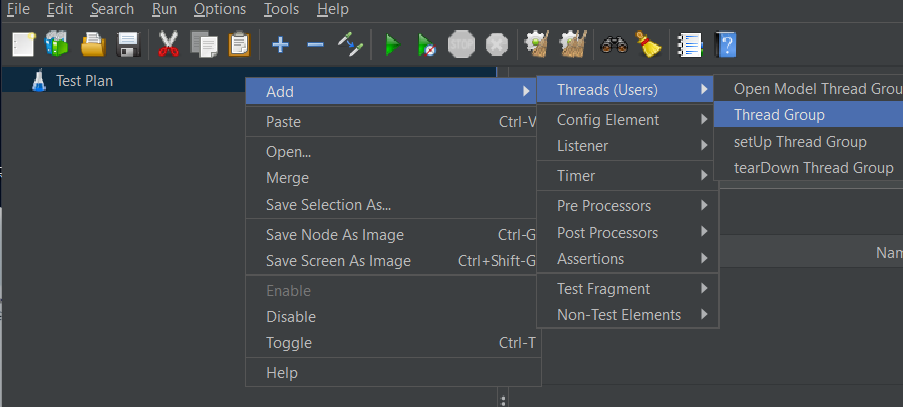 File Edit Search Run Options Tools Help
STOP
Test Plan
Add
Paste Ctrl-V
Open...
Merge
Save Selection As...
Save Node As Image Ctrl-G
Save Screen As Image Ctrl+Shift-G
Enable
Disable
Toggle Ctrl-T
Help
Threads (Users)
Config Element
Listener
Timer
Pre Processors
Post Processors
Assertions
Test Fragment
Non-Test Elements
Open Model Thread Grou
Thread Group
setUp Thread Group
tearDown Thread Group
Nam